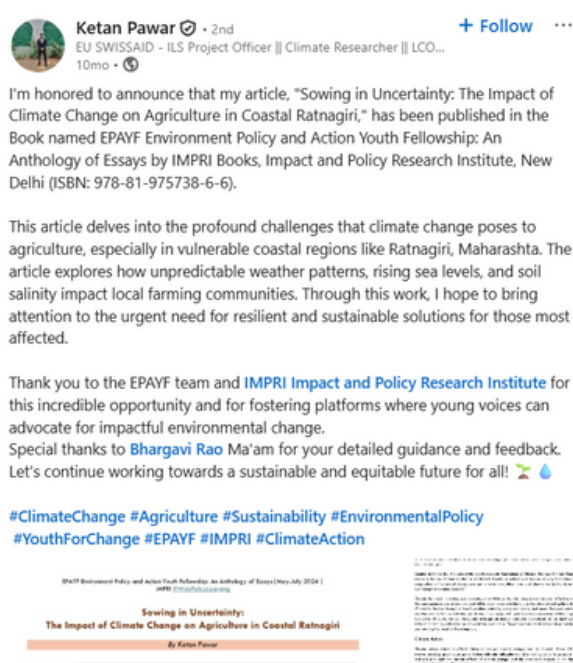 Ketan Pawar • 2nd
+ Follow ...
EU SWISSAID - ILS Project Officer || Climate Researcher || LCO...
10mo •
I'm honored to announce that my article, "Sowing in Uncertainty: The Impact of
Climate Change on Agriculture in Coastal Ratnagiri," has been published in the
Book named EPAYF Environment Policy and Action Youth Fellowship: An
Anthology of Essays by IMPRI Books, Impact and Policy Research Institute, New
Delhi (ISBN: 978-81-975738-6-6).
This article delves into the profound challenges that climate change poses to
agriculture, especially in vulnerable coastal regions like Ratnagiri, Maharashta. The
article explores how unpredictable weather patterns, rising sea levels, and soil
salinity impact local farming communities. Through this work, I hope to bring
attention to the urgent need for resilient and sustainable solutions for those most
affected.
Thank you to the EPAYF team and IMPRI Impact and Policy Research Institute for
this incredible opportunity and for fostering platforms where young voices can
advocate for impactful environmental change.
Special thanks to Bhargavi Rao Ma'am for your detailed guidance and feedback.
Let's continue working towards a sustainable and equitable future for all! 🌱 💧
#ClimateChange #Agriculture #Sustainability #EnvironmentalPolicy
#YouthForChange #EPAYF #IMPRI #ClimateAction
EPAYF Environment Policy and Action Youth Fellowship: An Anthology of Essays|May-July 2024 |
IMPRI #WebPolicyLearning
Sowing in Uncertainty:
The Impact of Climate Change on Agriculture in Coastal Ratnagiri
By Ketan Pawar